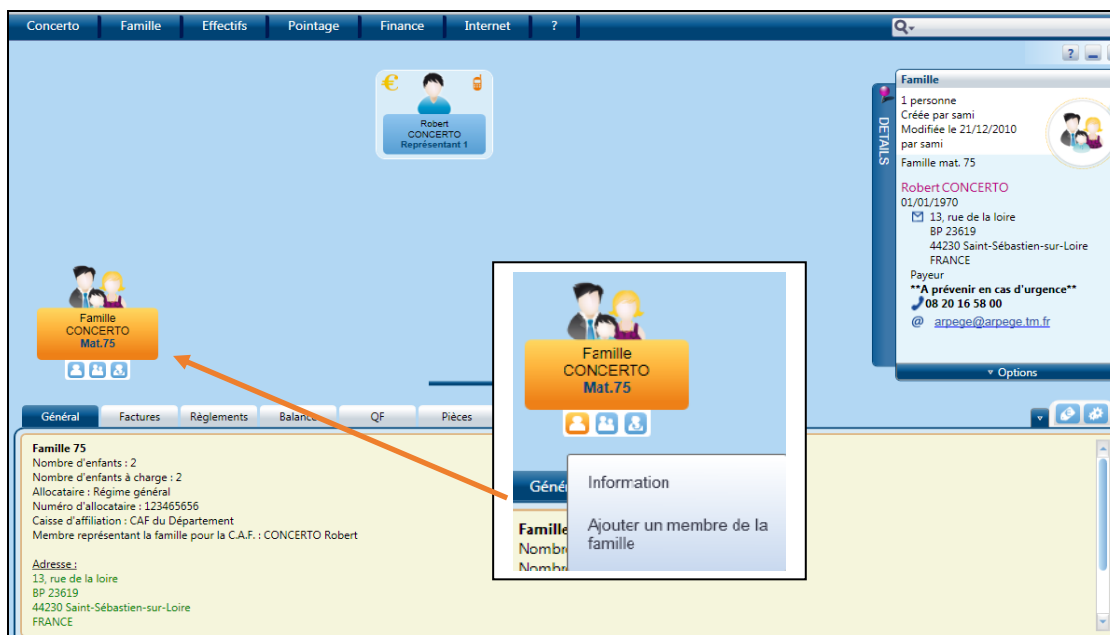 Concerto Famille Effectifs Pointage Finance Internet ?
Robert
CONCERTO
Représentant 1
Famille
CONCERTO
Mat.75
DETAILS
Famille
1 personne
Créée par sami
Modifiée le 21/12/2010
par sami
Famille mat. 75
Robert CONCERTO
01/01/1970
13, rue de la loire
BP 23619
44230 Saint-Sébastien-sur-Loire
FRANCE
Payeur
**A prévenir en cas d'urgence**
08 20 16 58 00
@ arpege@arpege.tm.fr
Options
Famille
CONCERTO
Mat.75
Information
Ajouter un membre de la
famille
Génér
Famille
Nombr
Nombr
Général Factures Règlements Balance QF Pièces
Famille 75
Nombre d'enfants : 2
Nombre d'enfants à charge : 2
Allocataire : Régime général
Numéro d'allocataire : 123465656
Caisse d'affiliation : CAF du Département
Membre représentant la famille pour la C.A.F. : CONCERTO Robert
Adresse :
13, rue de la loire
BP 23619
44230 Saint-Sébastien-sur-Loire
FRANCE